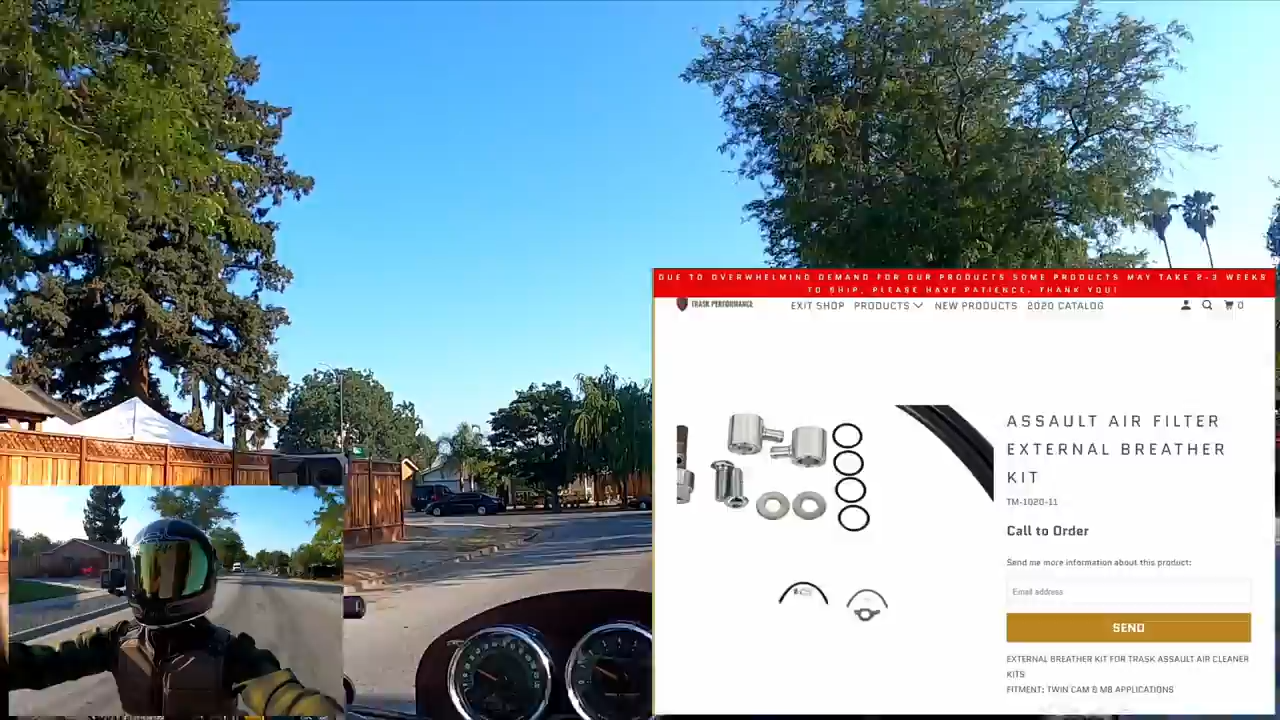 DUE TO OVERWHELMING DEMAND FOR OUR PRODUCTS SOME PRODUCTS MAY TAKE 2-3 WEEKS
TO SHIP, PLEASE HAVE PATIENCE. THANK YOU!
TRASK PERFORMANCE
EXIT SHOP PRODUCTS NEW PRODUCTS 2020 CATALOG 0
ASSAULT AIR FILTER
EXTERNAL BREATHER
KIT
TM-1020-11
Call to Order
Send me more information about this product:
Email address
SEND
EXTERNAL BREATHER KIT FOR TRASK ASSAULT AIR CLEANER
KITS
FITMENT: TWIN CAM & M8 APPLICATIONS